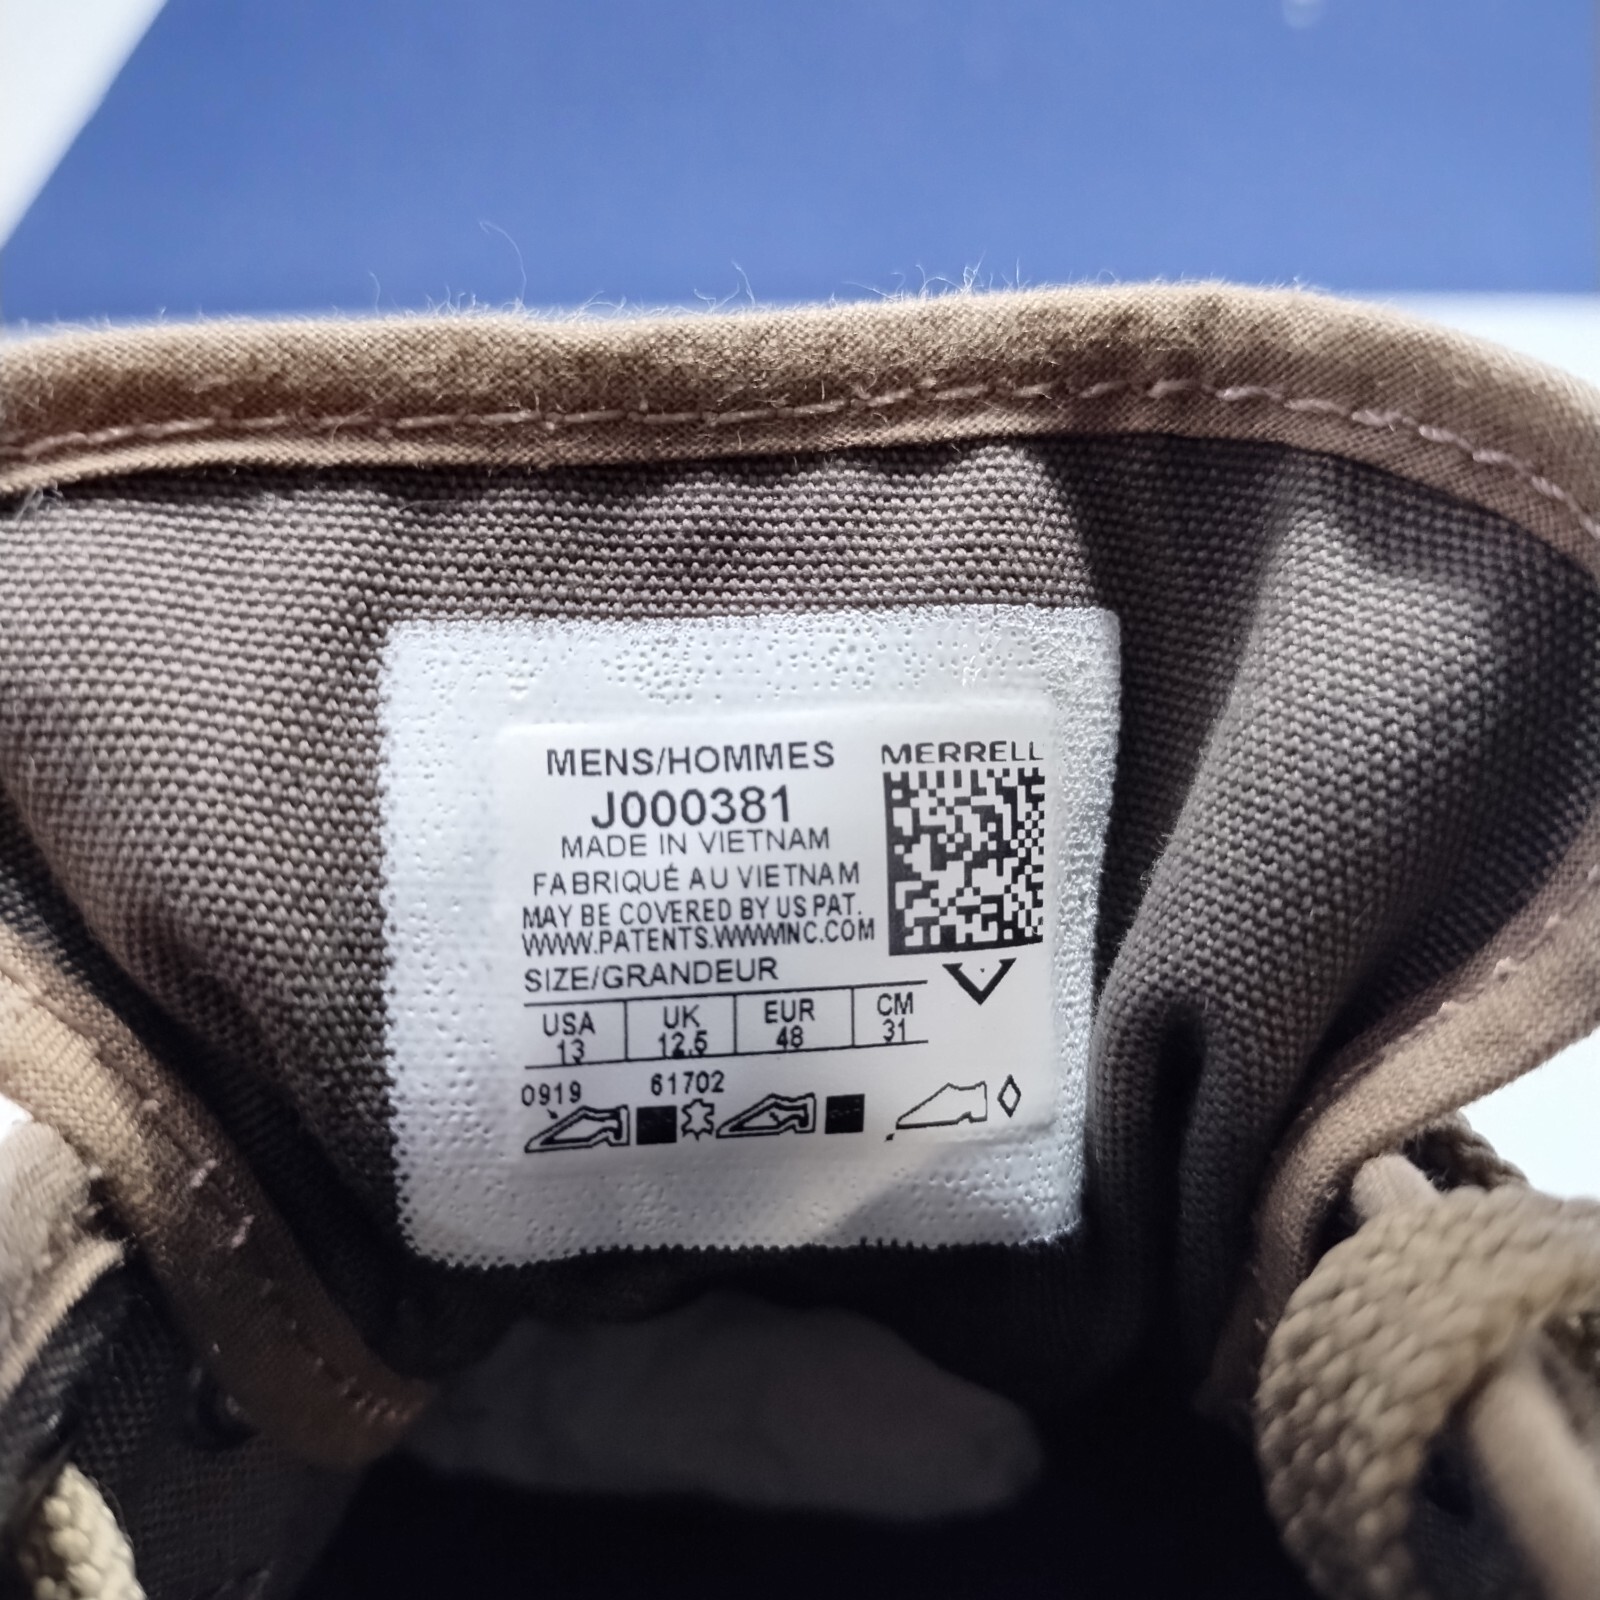 MENS/HOMMES
J000381
MADE IN VIETNAM
FABRIQUÉ AU VIETNAM
MAY BE COVERED BY US PAT.
WWW.PATENTS.WWWINC.COM
MERRELL
SIZE/GRANDEUR
USA UK EUR CM
13 12.5 48 31
0919 61702